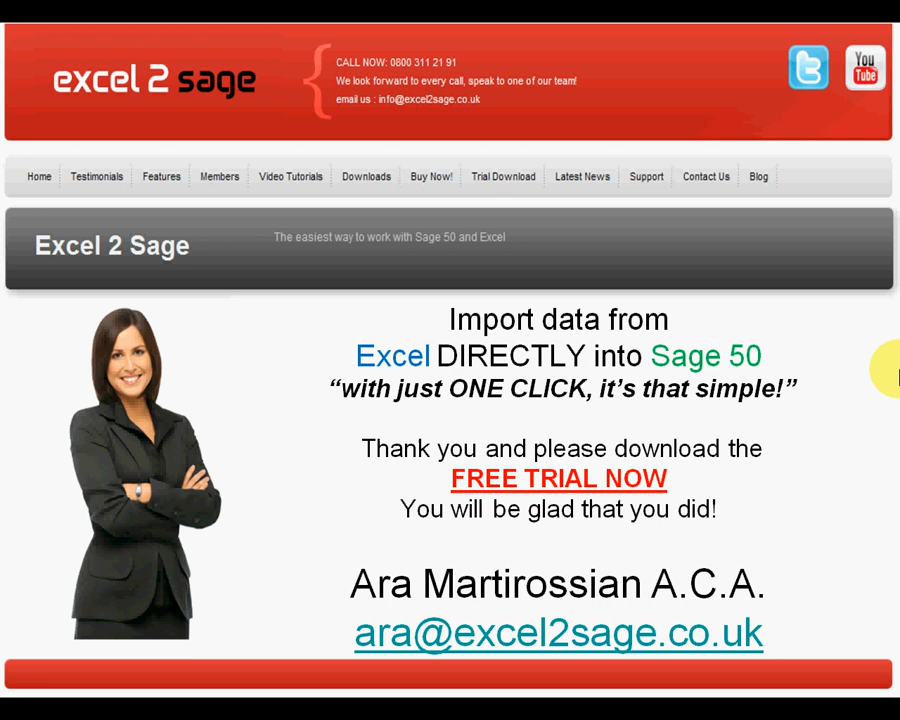 excel 2 sage
CALL NOW: 0800 311 21 91
We look forward to every call, speak to one of our team!
email us : info@excel2sage.co.uk
You
Tube
Home Testimonials Features Members Video Tutorials Downloads Buy Now! Trial Download Latest News Support Contact Us Blog
Excel 2 Sage
The easiest way to work with Sage 50 and Excel
Import data from
Excel DIRECTLY into Sage 50
“with just ONE CLICK, it’s that simple!”
Thank you and please download the
FREE TRIAL NOW
You will be glad that you did!
Ara Martirossian A.C.A.
ara@excel2sage.co.uk